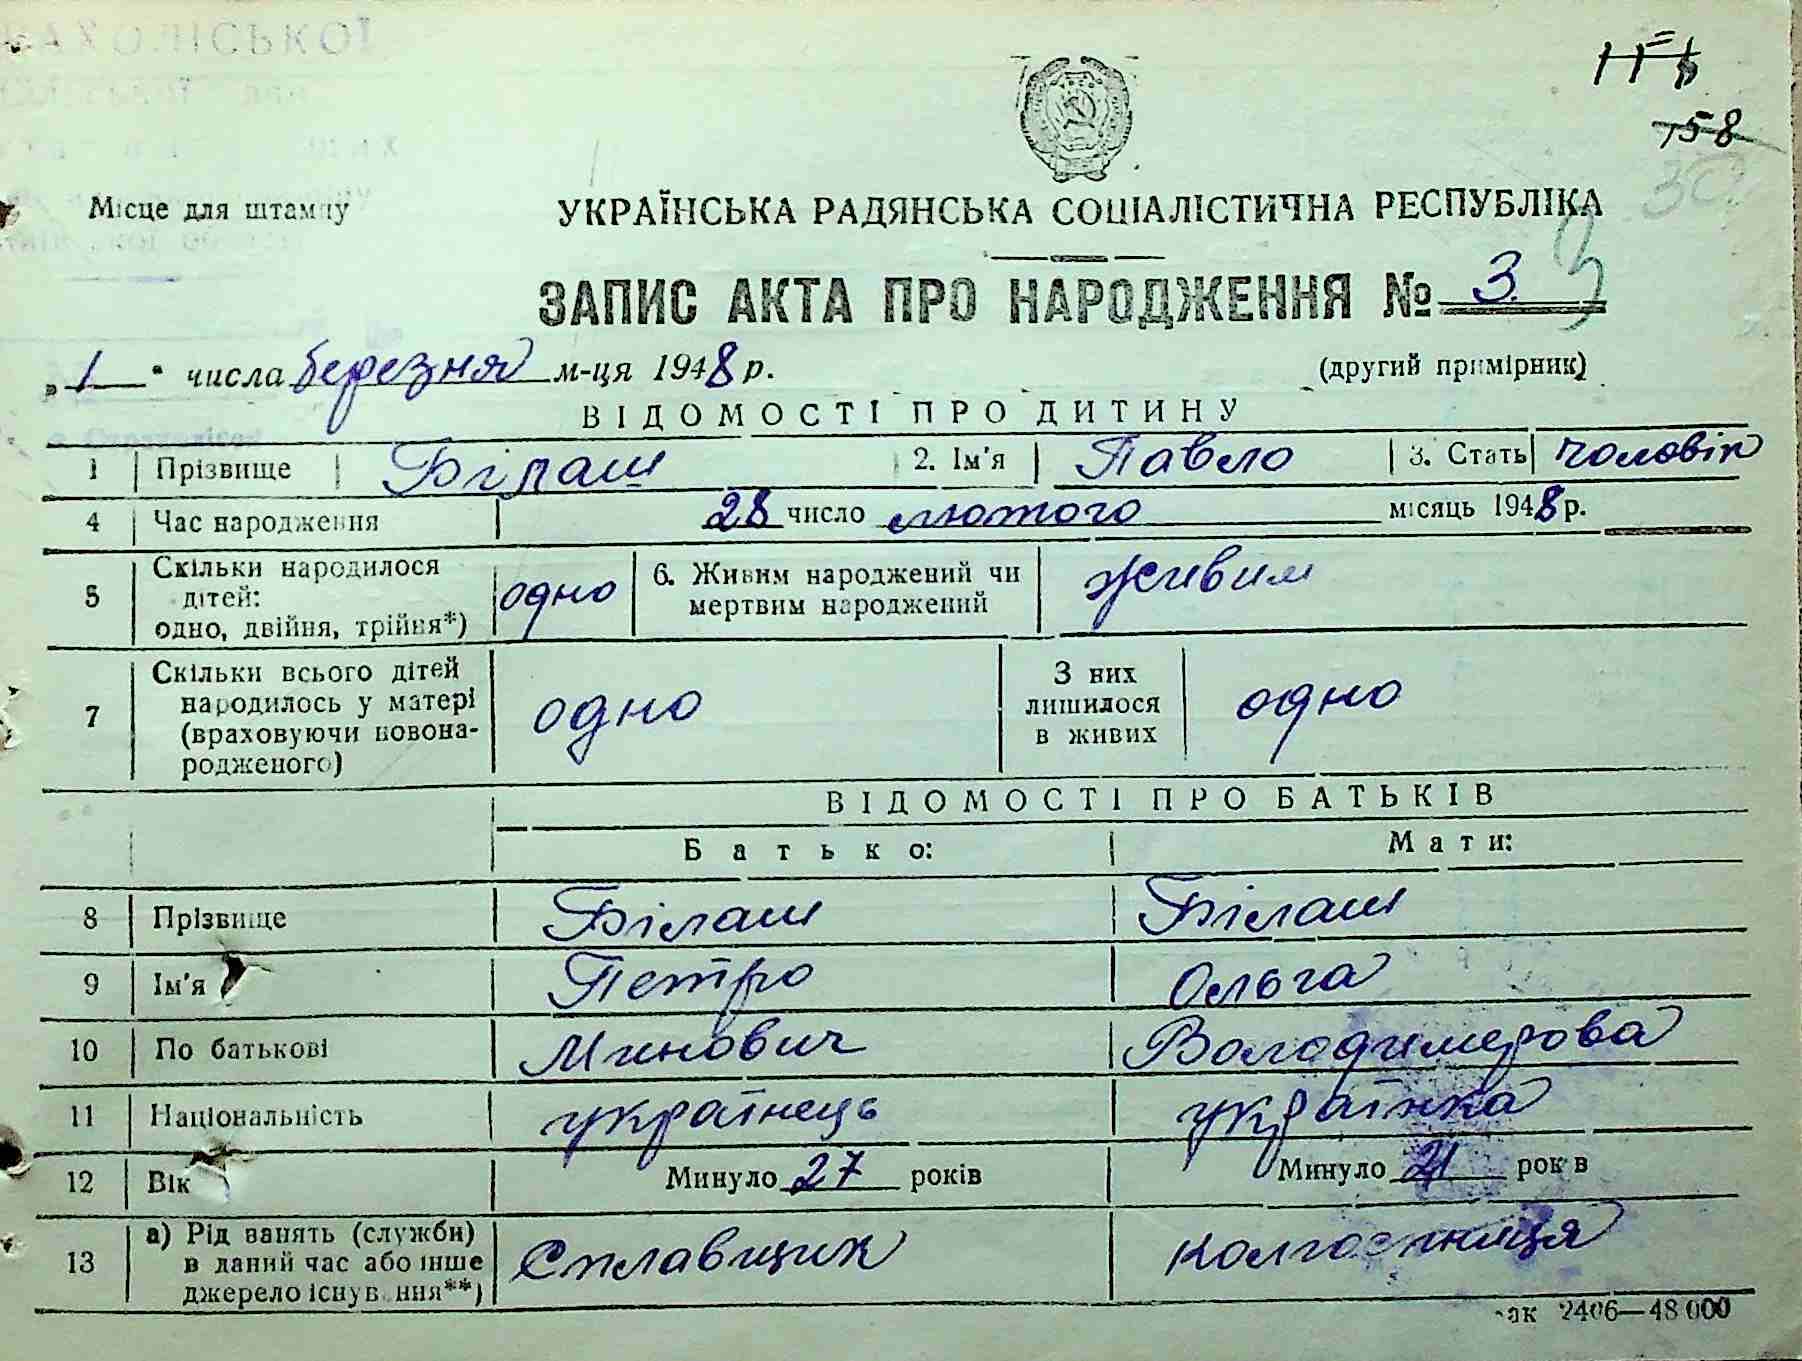 158
Місце для штампу
УКРАЇНСЬКА РАДЯНСЬКА СОЦІАЛІСТИЧНА РЕСПУБЛІКА
ЗАПИС АКТА ПРО НАРОДЖЕННЯ № 3
„1" числа березня м-ця 1948 р. (другий примірник)
ВІДОМОСТІ ПРО ДИТИНУ
1 Прізвище Білаш 2. Ім'я Павло 3. Стать чоловік
4 Час народження 28 число лютого місяць 1948 р.
5 Скільки народилося дітей: одно, двійня, трійня*) одно 6. Живим народжений чи мертвим народжений живим
7 Скільки всього дітей народилось у матері (враховуючи новонародженого) одно З них лишилося в живих одно
ВІДОМОСТІ ПРО БАТЬКІВ
Батько: Мати:
8 Прізвище Білаш Білаш
9 Ім'я Петро Ольга
10 По батькові Минович Володимерова
11 Національність українець українка
12 Вік Минуло 27 років Минуло 21 років
13 а) Рід занять (служби) в даний час або інше джерело існування**) Сплавщик колгоспниця
2406—48 000